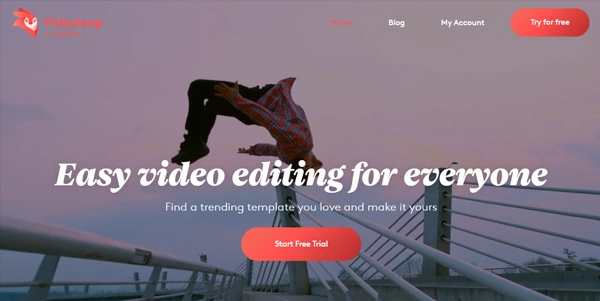 Videoleap
Home
Blog
My Account
Try for free
Easy video editing for everyone
Find a trending template you love and make it yours
Start Free Trial